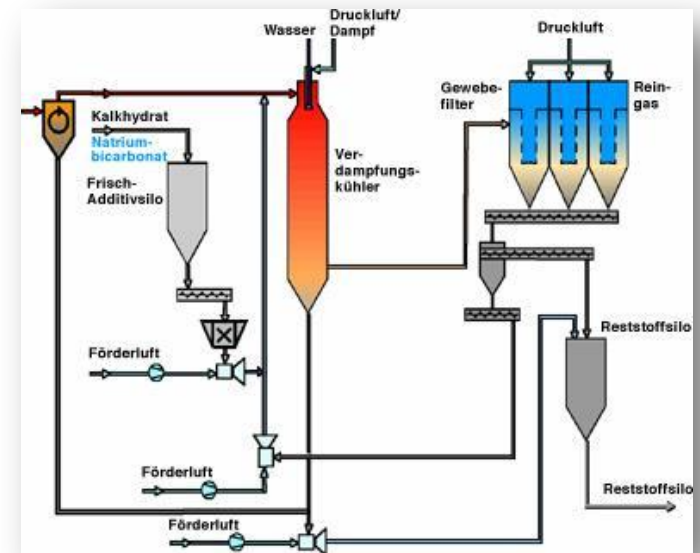 Druckluft/
Dampf
Wasser
Druckluft
Gewebe-
filter
Rein-
gas
Kalkhydrat
Natrium-
bicarbonat
Frisch-
Additivsilo
Ver-
dampfungs-
kühler
Förderluft
Reststoffsilo
Förderluft
Reststoffsilo
Förderluft